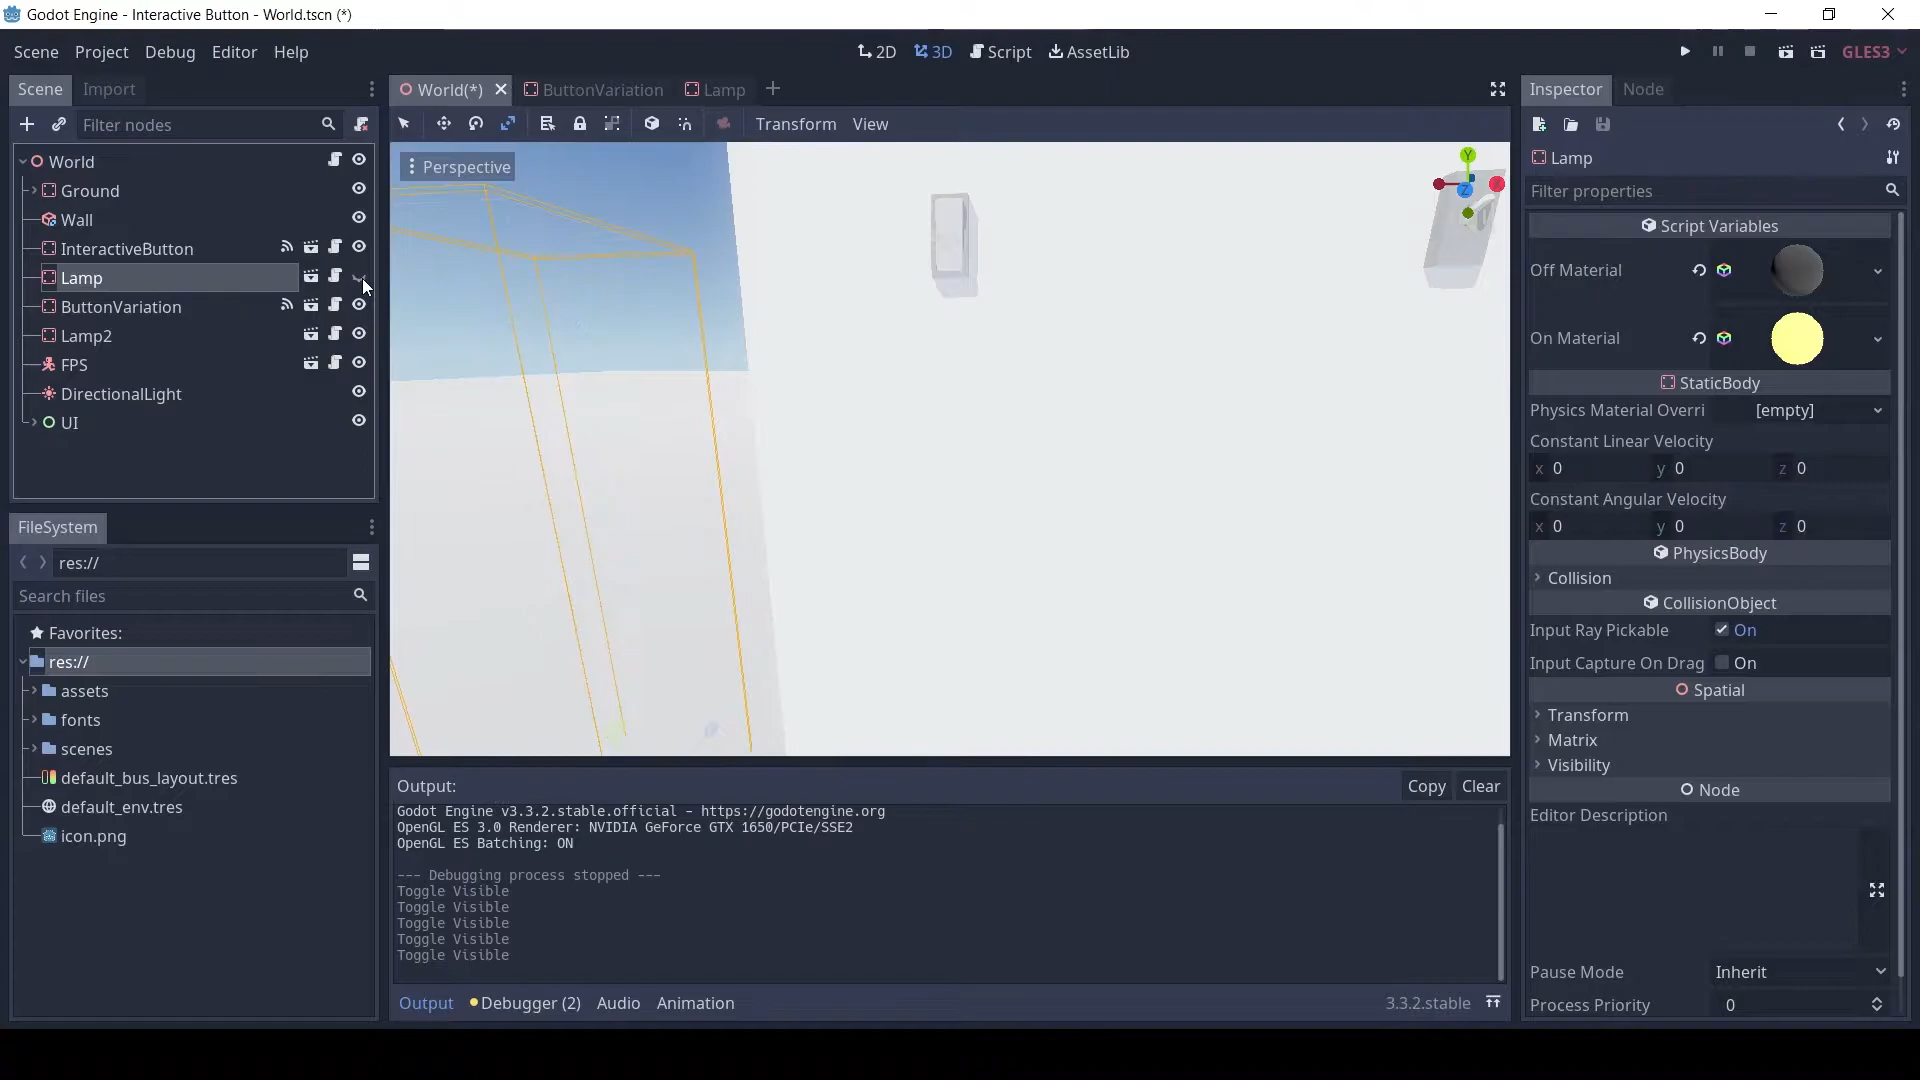 Godot Engine - Interactive Button - World.tscn (*)
Scene Project Debug Editor Help
2D 3D Script AssetLib
GLES3
Scene Import
World(*) ButtonVariation Lamp
Inspector Node
Filter nodes
Transform View
World
Ground
Wall
InteractiveButton
Lamp
ButtonVariation
Lamp2
FPS
DirectionalLight
UI
FileSystem
res://
Search files
Favorites:
res://
assets
fonts
scenes
default_bus_layout.tres
default_env.tres
icon.png
Perspective
Y
X
Z
Output:
Copy Clear
Godot Engine v3.3.2.stable.official - https://godotengine.org
OpenGL ES 3.0 Renderer: NVIDIA GeForce GTX 1650/PCIe/SSE2
OpenGL ES Batching: ON
--- Debugging process stopped ---
Toggle Visible
Toggle Visible
Toggle Visible
Toggle Visible
Toggle Visible
Output Debugger (2) Audio Animation
3.3.2.stable
Lamp
Filter properties
Script Variables
Off Material
On Material
StaticBody
Physics Material Overri [empty]
Constant Linear Velocity
x 0 y 0 z 0
Constant Angular Velocity
x 0 y 0 z 0
PhysicsBody
Collision
CollisionObject
Input Ray Pickable On
Input Capture On Drag On
Spatial
Transform
Matrix
Visibility
Node
Editor Description
Pause Mode Inherit
Process Priority 0